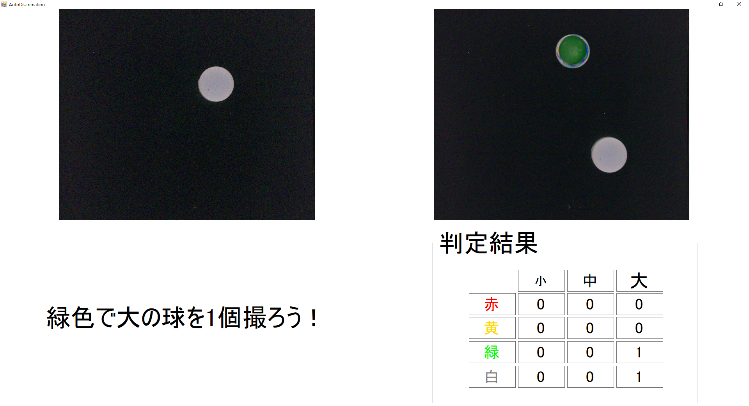 AutoDiscrimination
緑色で大の球を1個撮ろう！
判定結果
小 中 大
赤 0 0 0
黄 0 0 0
緑 0 0 1
白 0 0 1